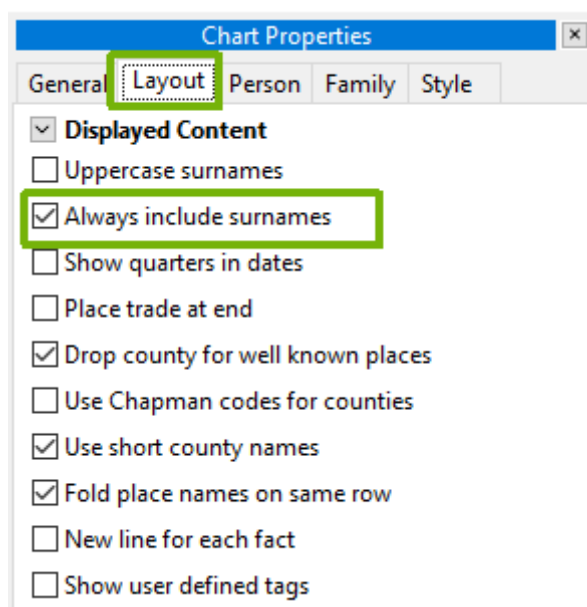 Chart Properties
General Layout Person Family Style
Displayed Content
Uppercase surnames
Always include surnames
Show quarters in dates
Place trade at end
Drop county for well known places
Use Chapman codes for counties
Use short county names
Fold place names on same row
New line for each fact
Show user defined tags